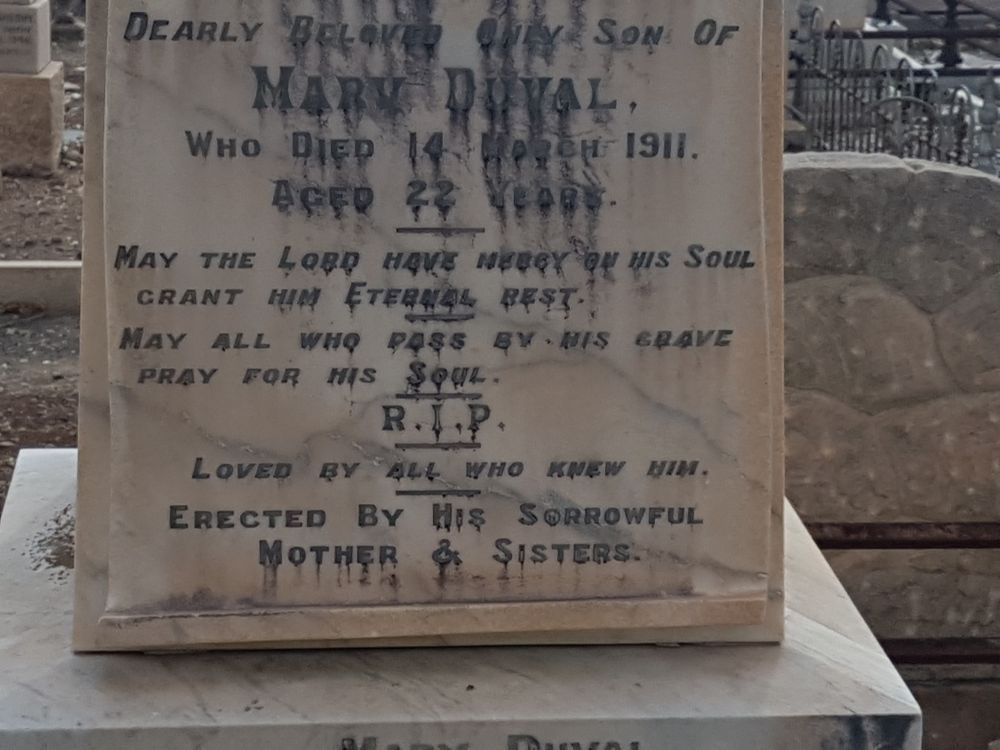 Dearly Beloved Only Son Of
Mary Duval,
Who Died 14 March 1911.
Aged 22 Years.
May the Lord have mercy on his Soul
grant him Eternal rest.
May all who pass by his grave
pray for his Soul.
R.I.P.
Loved by all who knew him.
Erected By His Sorrowful
Mother & Sisters.
Mary Duval